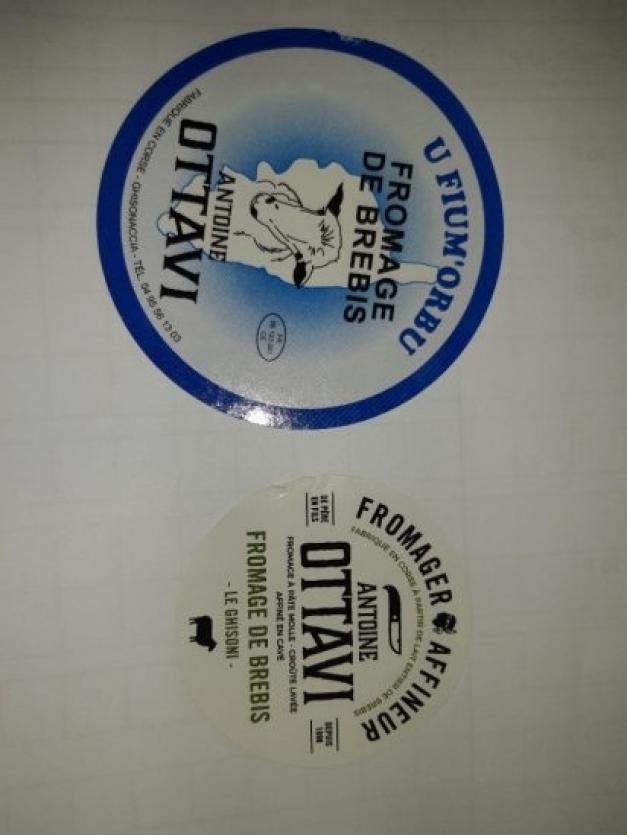 U FIUM'ORBU
FROMAGE
DE BREBIS
ANTOINE
OTTAVI
FABRIQUÉ EN CORSE - GHISONACCIA - TÉL. 04 95 56 13 03
FROMAGER AFFINEUR
FABRIQUÉ EN CORSE À PARTIR DE LAIT ENTIER DE BREBIS
ANTOINE
DE PÈRE
EN FILS
OTTAVI
DEPUIS
FROMAGE À PÂTE MOLLE - CROÛTE LAVÉE
AFFINÉ EN CAVE
FROMAGE DE BREBIS
- LE GHISONI -